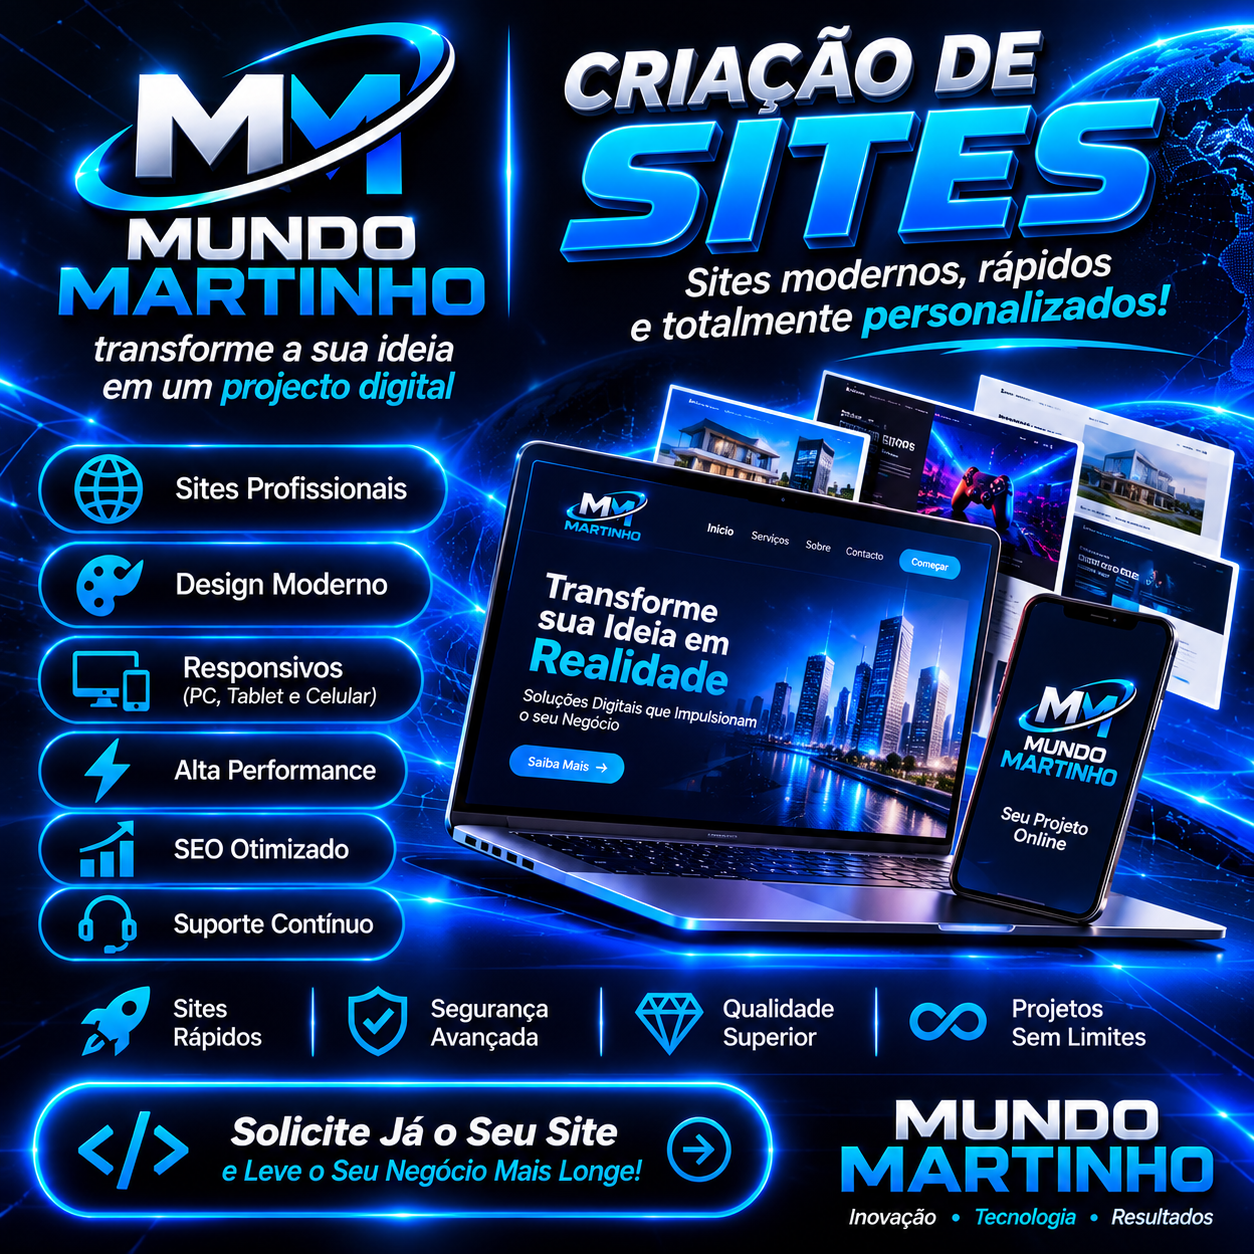 MM
MUNDO
MARTINHO
transforme a sua ideia
em um projecto digital
CRIAÇÃO DE
SITES
Sites modernos, rápidos
e totalmente personalizados!
Sites Profissionais
Design Moderno
Responsivos
(PC, Tablet e Celular)
Alta Performance
SEO Otimizado
Suporte Contínuo
MM
MARTINHO
Início
Serviços
Sobre
Contacto
Começar
Transforme
sua Ideia em
Realidade
Soluções Digitais que Impulsionam
o seu Negócio
Saiba Mais →
MM
MUNDO
MARTINHO
Seu Projeto
Online
Sites
Rápidos
Segurança
Avançada
Qualidade
Superior
Projetos
Sem Limites
</>
Solicite Já o Seu Site
e Leve o Seu Negócio Mais Longe!
MUNDO
MARTINHO
Inovação • Tecnologia • Resultados